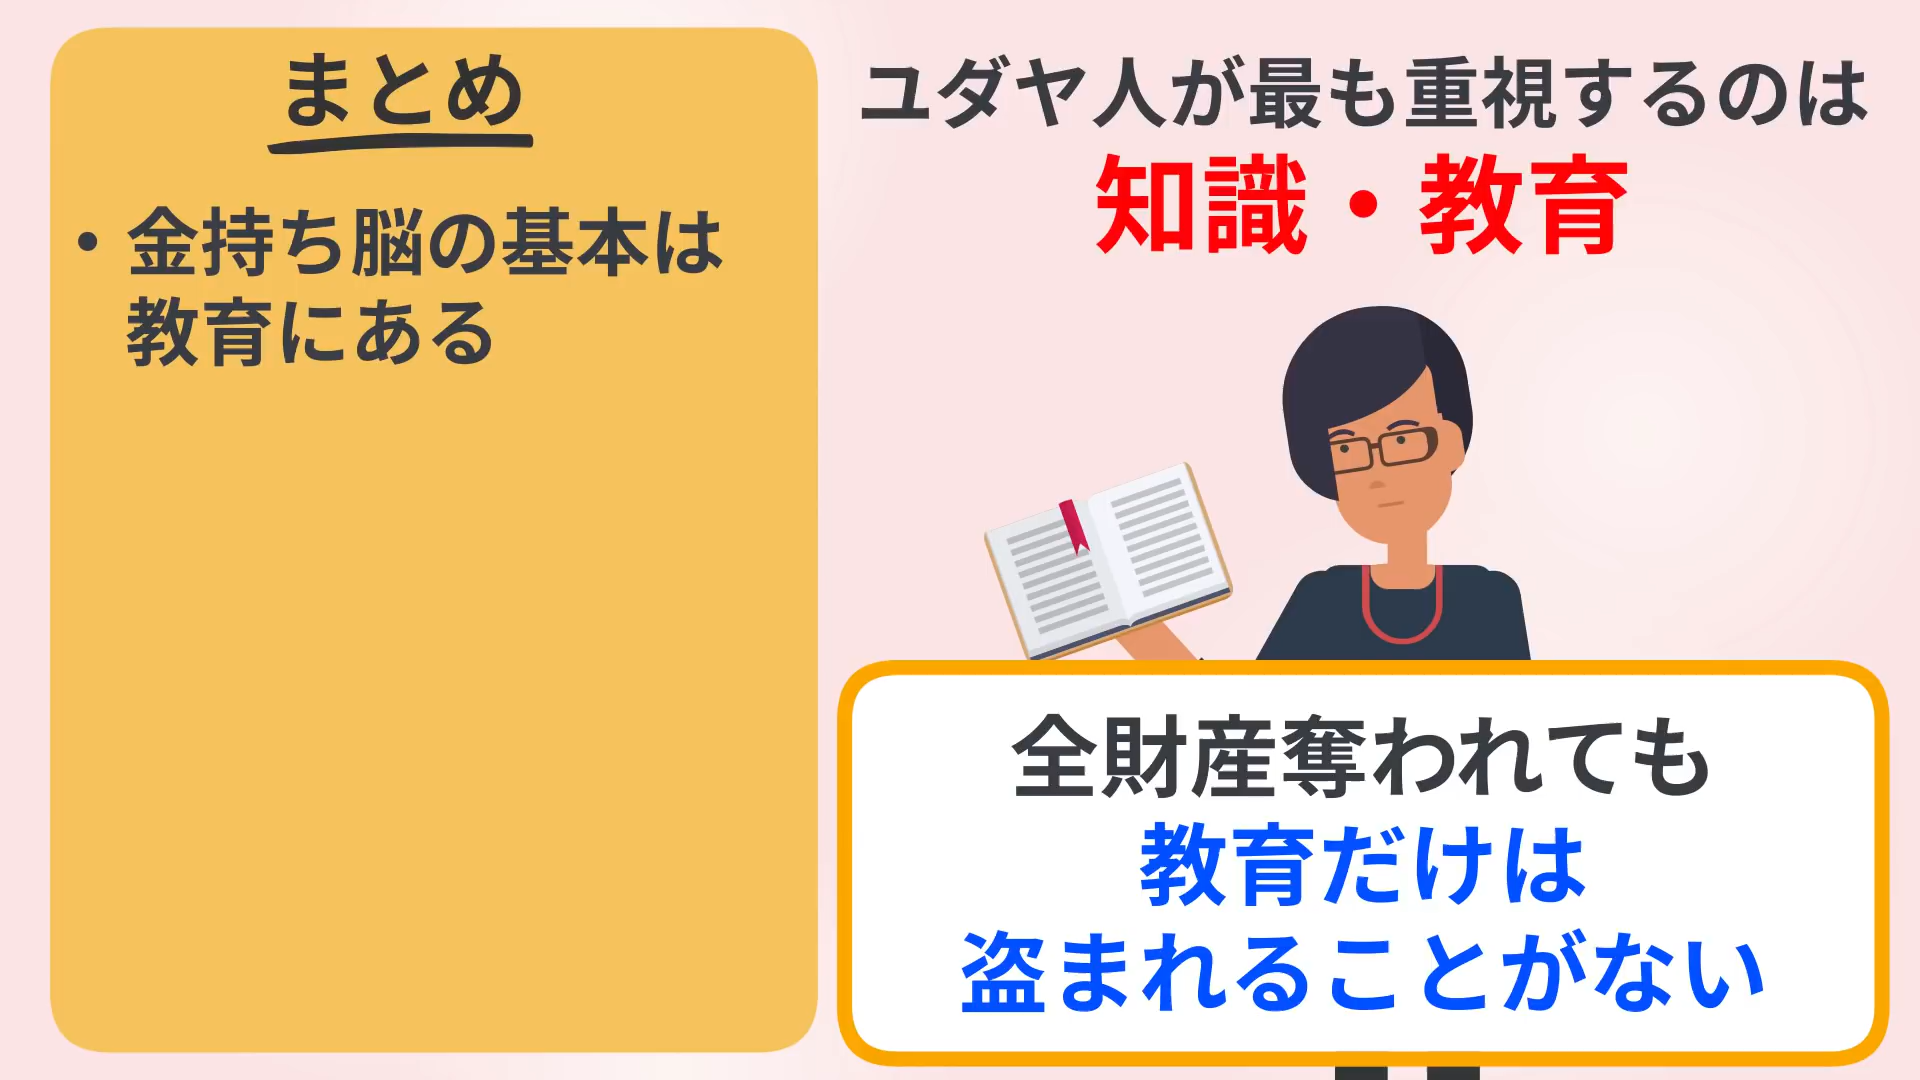 まとめ
・金持ち脳の基本は
教育にある
ユダヤ人が最も重視するのは
知識・教育
全財産奪われても
教育だけは
盗まれることがない